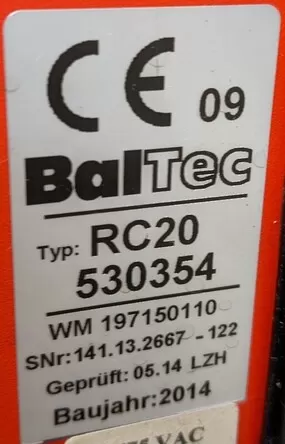 CE 09
BalTec
Typ: RC20
530354
WM 197150110
SNr: 141.13.2667 - 122
Geprüft: 05.14 LZH
Baujahr: 2014
VAC